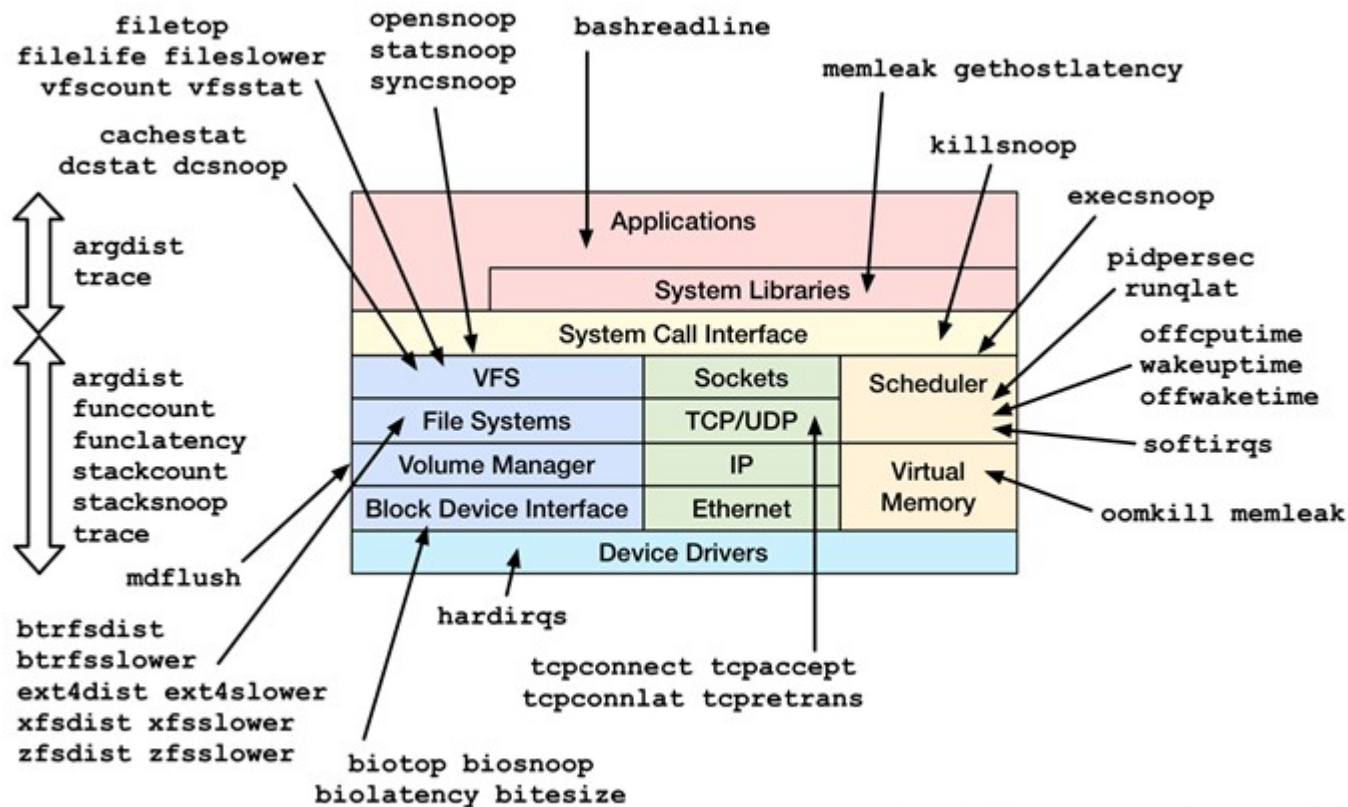 filetop
filelife fileslower
vfscount vfsstat
opensnoop
statsnoop
syncsnoop
bashreadline
memleak gethostlatency
cachestat
dcstat dcsnoop
killsnoop
execsnoop
argdist
trace
Applications
System Libraries
System Call Interface
pidpersec
runqlat
offcputime
wakeuptime
offwaketime
softirqs
argdist
funccount
funclatency
stackcount
stacksnoop
trace
VFS
Sockets
Scheduler
File Systems
TCP/UDP
Volume Manager
IP
Virtual
Memory
Block Device Interface
Ethernet
Device Drivers
oomkill memleak
mdflush
hardirqs
btrfsdist
btrfsslower
ext4dist ext4slower
xfsdist xfsslower
zfsdist zfsslower
tcpconnect tcpaccept
tcpconnlat tcpretrans
biotop biosnoop
biolatency bitesize